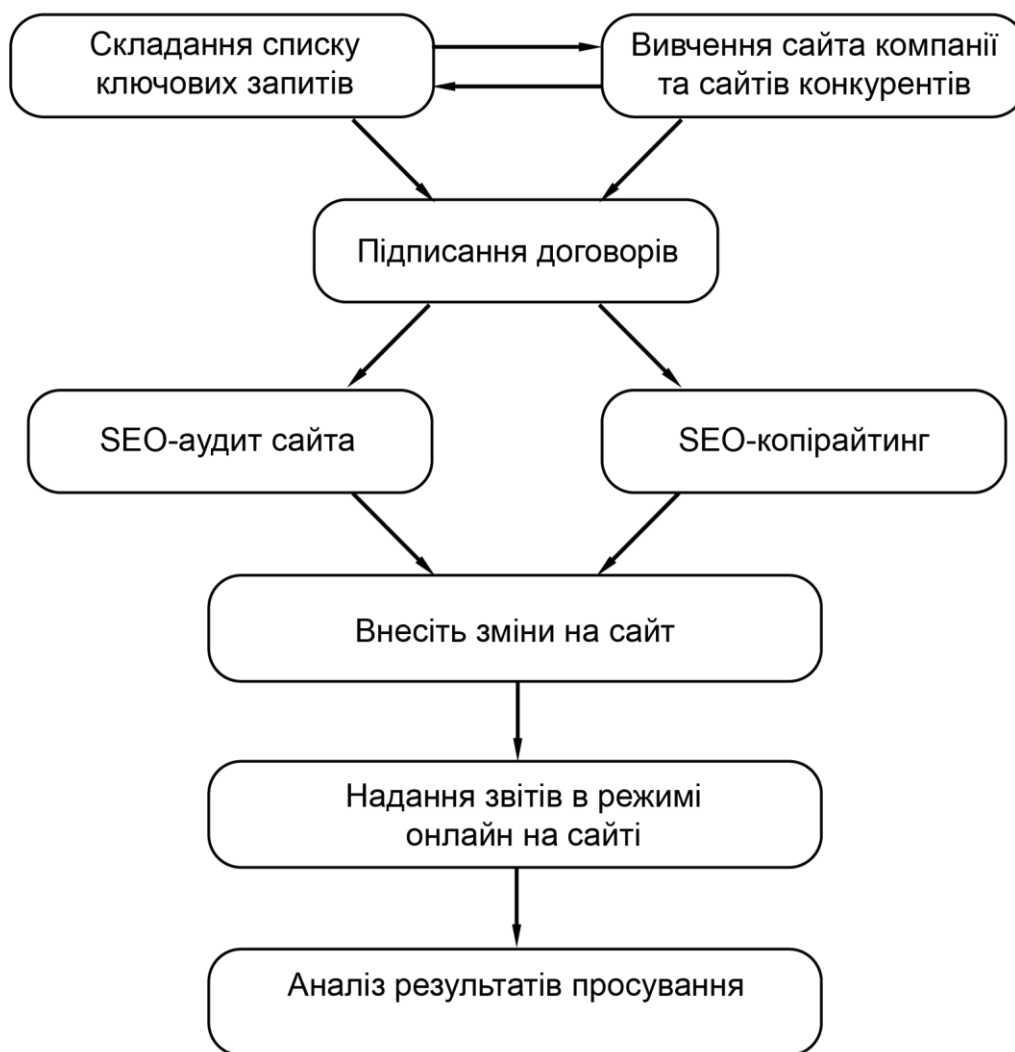 Складання списку
ключових запитів
Вивчення сайта компанії
та сайтів конкурентів
Підписання договорів
SEO-аудит сайта
SEO-копірайтинг
Внесіть зміни на сайт
Надання звітів в режимі
онлайн на сайті
Аналіз результатів просування